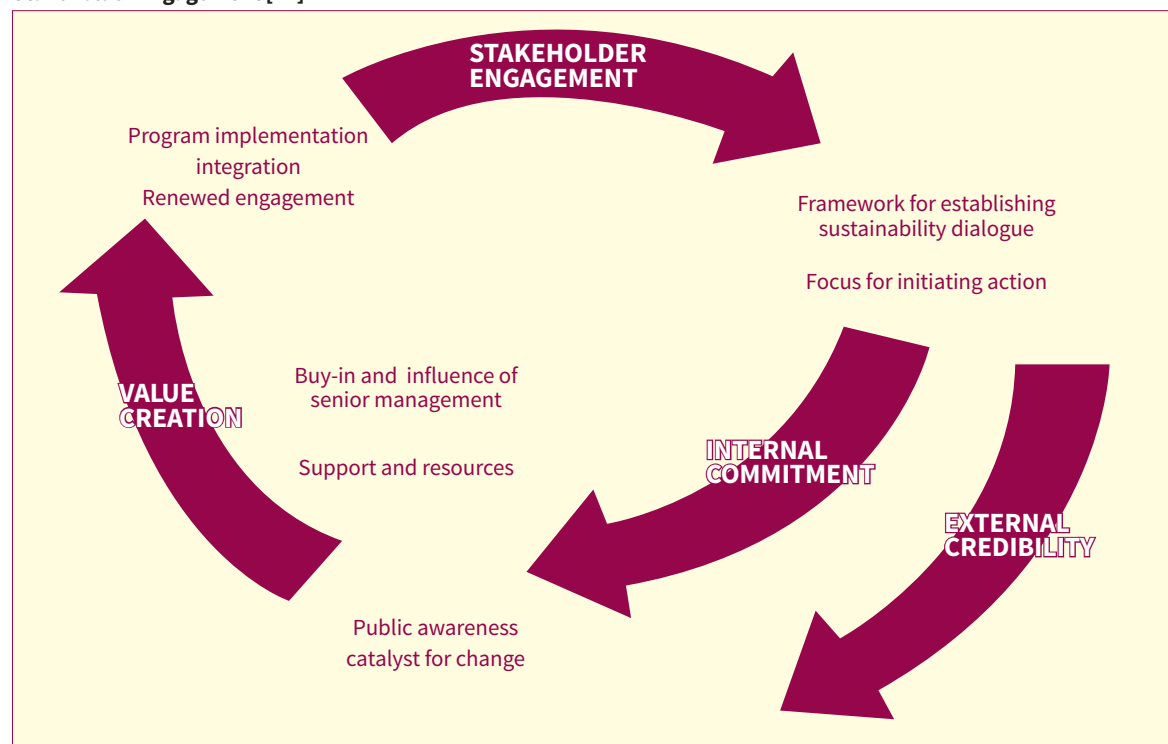 STAKEHOLDER
ENGAGEMENT
Program implementation
integration
Renewed engagement
Framework for establishing
sustainability dialogue
Focus for initiating action
VALUE
CREATION
Buy-in and influence of
senior management
Support and resources
INTERNAL
COMMITMENT
EXTERNAL
CREDIBILITY
Public awareness
catalyst for change